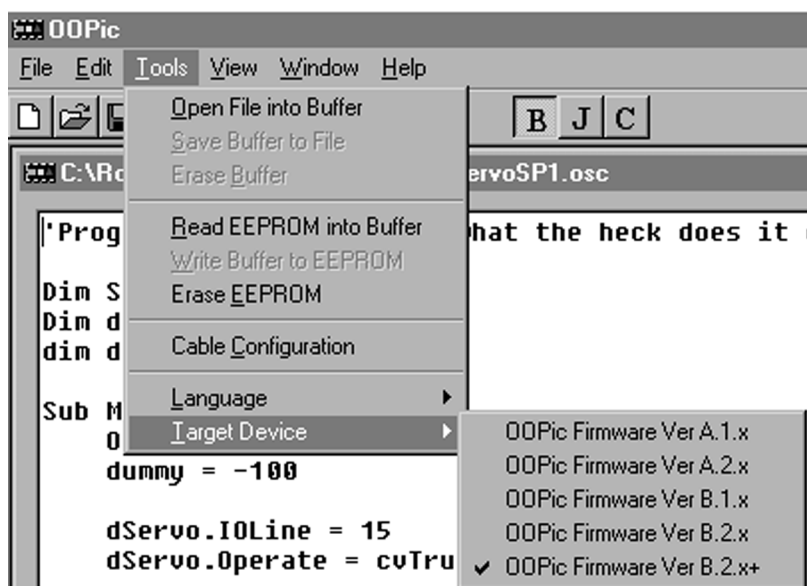 OOPic
File Edit Tools View Window Help
B J C
Open File into Buffer
Save Buffer to File
Erase Buffer
Read EEPROM into Buffer
Write Buffer to EEPROM
Erase EEPROM
Cable Configuration
Language
Target Device
OOPic Firmware Ver A.1.x
OOPic Firmware Ver A.2.x
OOPic Firmware Ver B.1.x
OOPic Firmware Ver B.2.x
OOPic Firmware Ver B.2.x+
C:\Ro ervoSP1.osc
'Prog hat the heck does it
Dim S
Dim d
dim d
Sub M
O
dummy = -100
dServo.IOLine = 15
dServo.Operate = cvTru